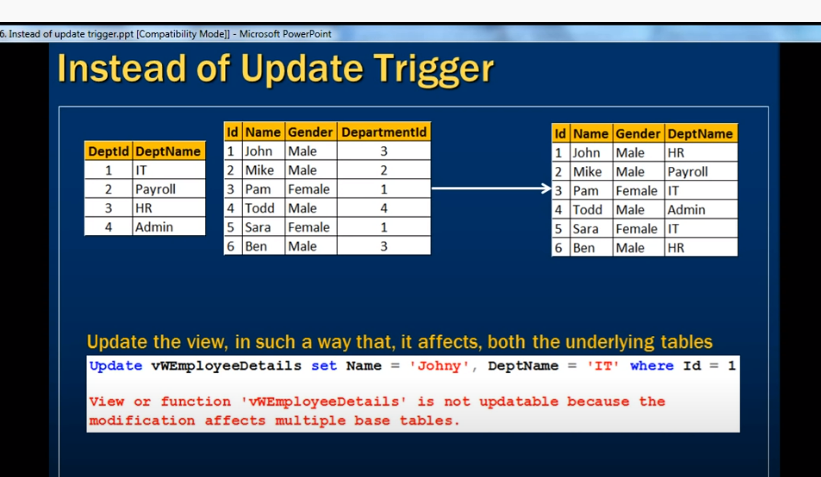 6. Instead of update trigger.ppt [Compatibility Mode]] - Microsoft PowerPoint
Instead of Update Trigger
DeptId DeptName
1 IT
2 Payroll
3 HR
4 Admin
Id Name Gender DepartmentId
1 John Male 3
2 Mike Male 2
3 Pam Female 1
4 Todd Male 4
5 Sara Female 1
6 Ben Male 3
Id Name Gender DeptName
1 John Male HR
2 Mike Male Payroll
3 Pam Female IT
4 Todd Male Admin
5 Sara Female IT
6 Ben Male HR
Update the view, in such a way that, it affects, both the underlying tables
Update vWEmployeeDetails set Name = 'Johny', DeptName = 'IT' where Id = 1
View or function 'vWEmployeeDetails' is not updatable because the
modification affects multiple base tables.